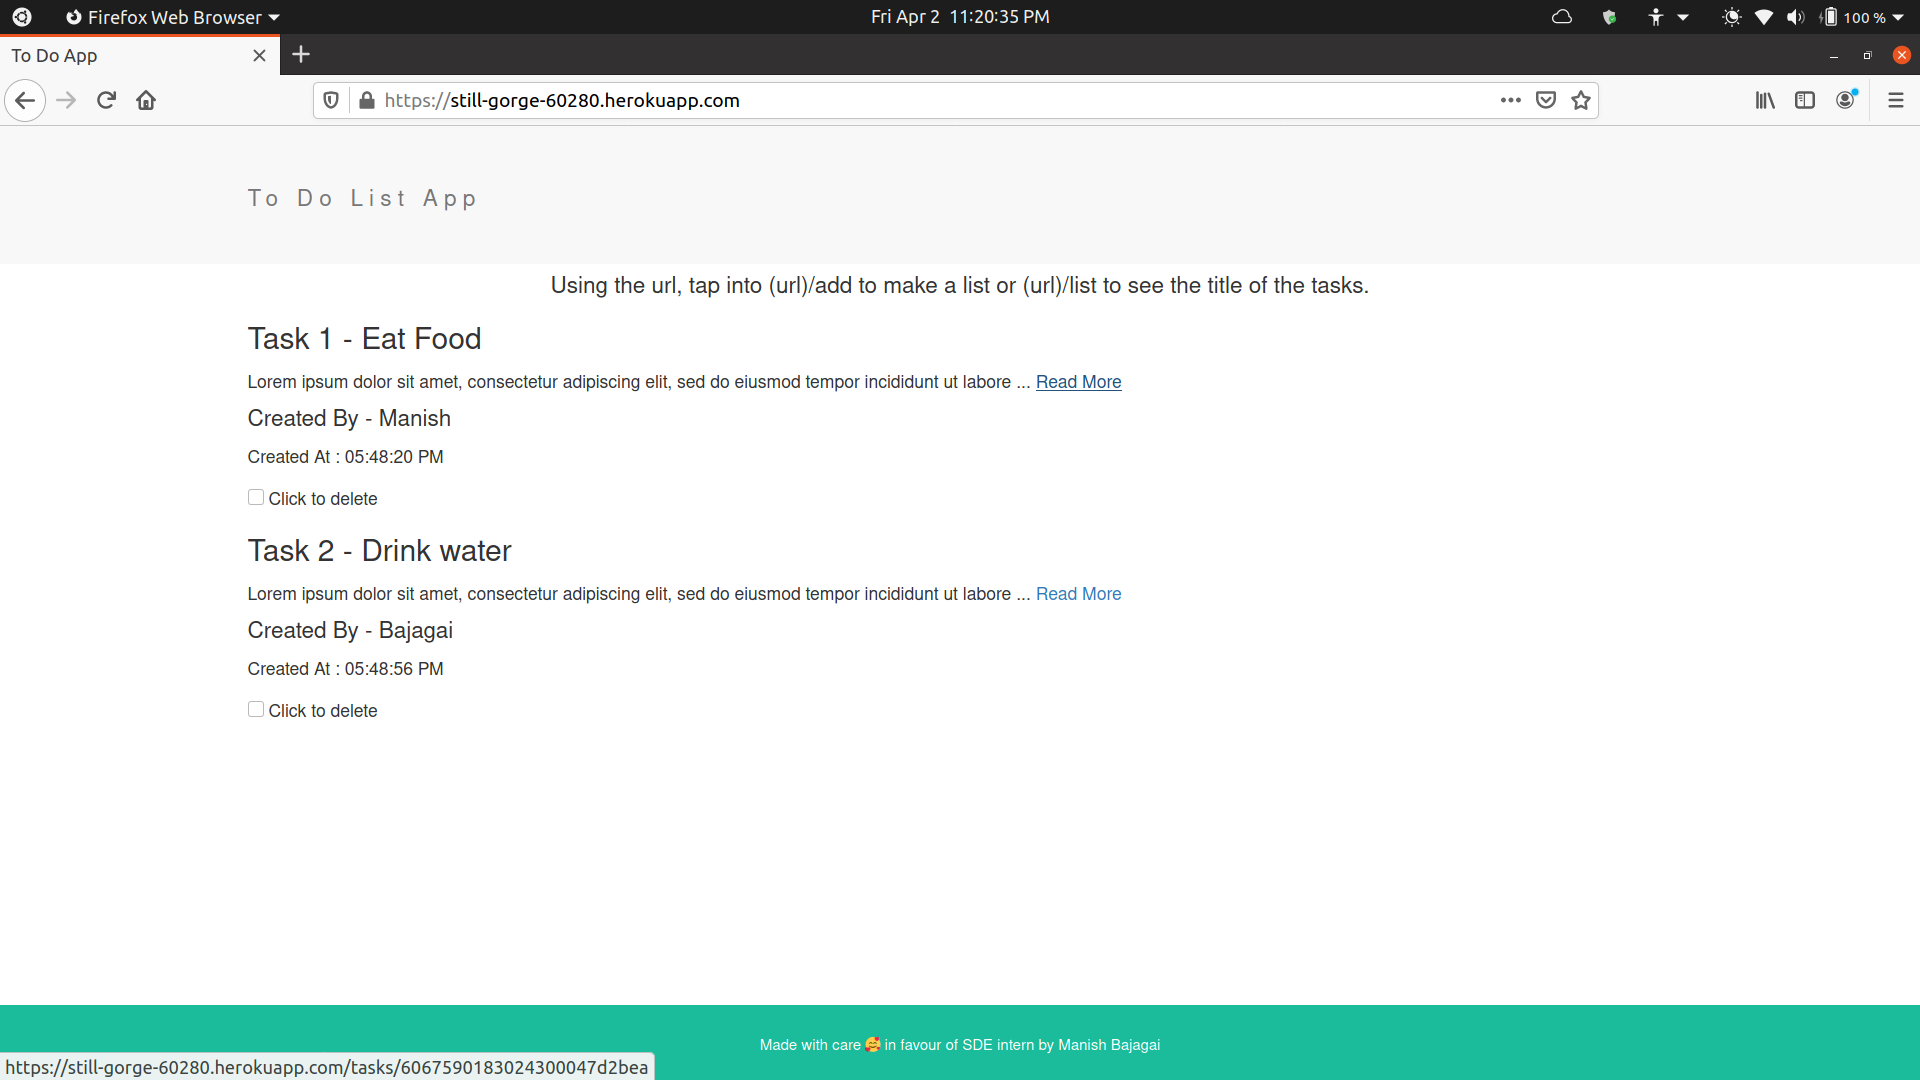 Firefox Web Browser
Fri Apr 2 11:20:35 PM
100 %
To Do App
https://still-gorge-60280.herokuapp.com
To Do List App
Using the url, tap into (url)/add to make a list or (url)/list to see the title of the tasks.
Task 1 - Eat Food
Lorem ipsum dolor sit amet, consectetur adipiscing elit, sed do eiusmod tempor incididunt ut labore ... Read More
Created By - Manish
Created At : 05:48:20 PM
Click to delete
Task 2 - Drink water
Lorem ipsum dolor sit amet, consectetur adipiscing elit, sed do eiusmod tempor incididunt ut labore ... Read More
Created By - Bajagai
Created At : 05:48:56 PM
Click to delete
Made with care 🥰 in favour of SDE intern by Manish Bajagai
https://still-gorge-60280.herokuapp.com/tasks/6067590183024300047d2bea